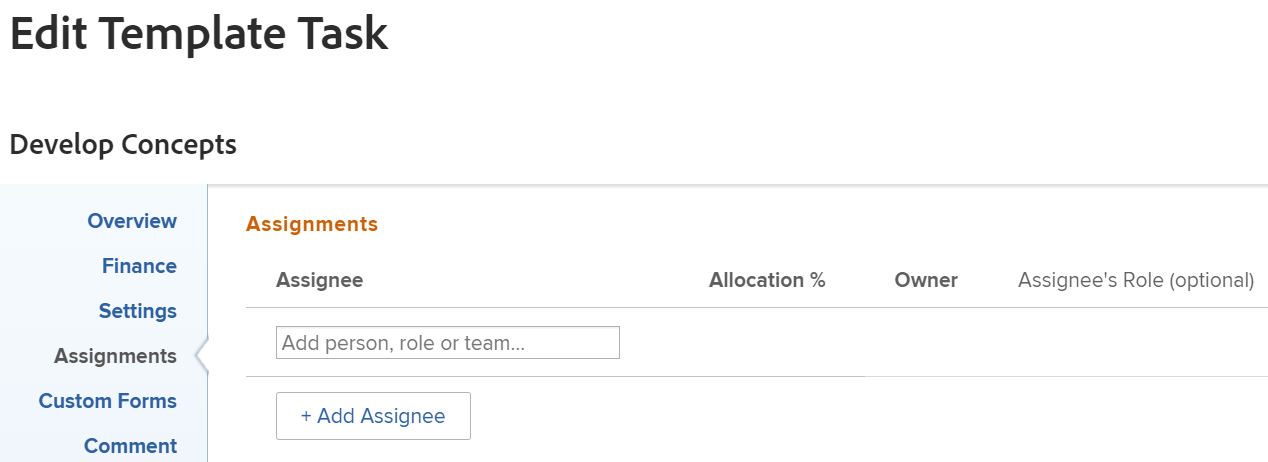 Edit Template Task
Develop Concepts
Overview
Finance
Settings
Assignments
Custom Forms
Comment
Assignments
Assignee Allocation % Owner Assignee's Role (optional)
Add person, role or team...
+ Add Assignee